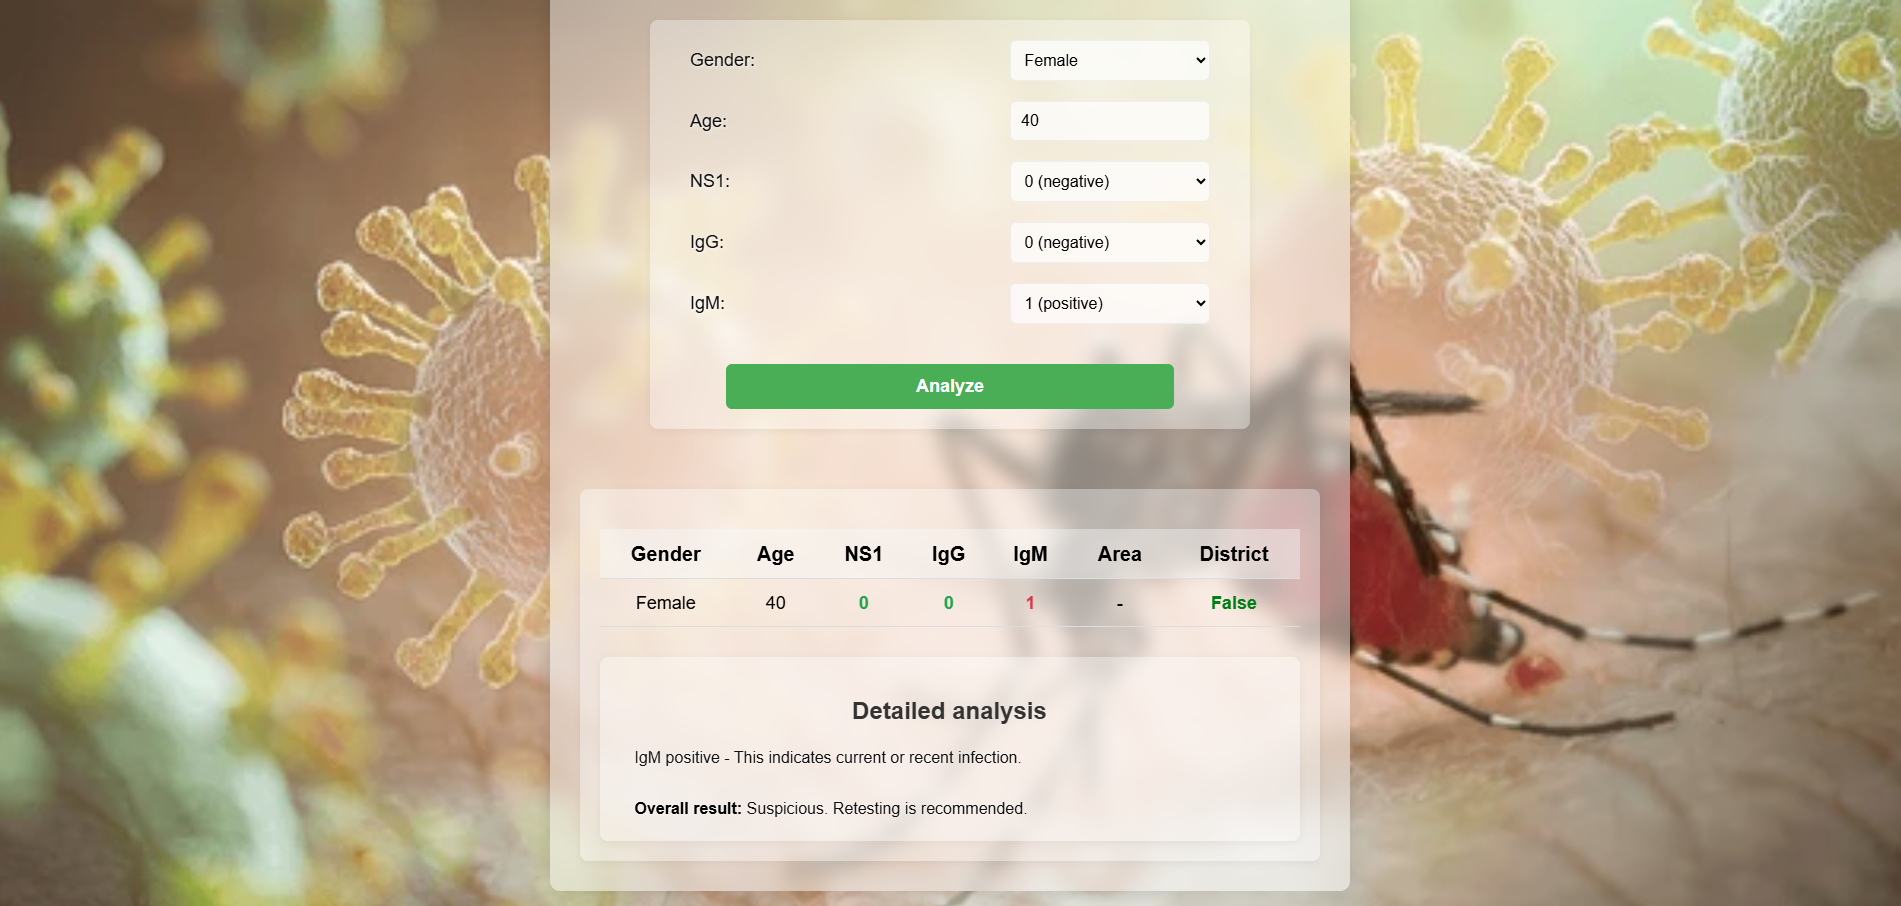 Gender: Female
Age: 40
NS1: 0 (negative)
IgG: 0 (negative)
IgM: 1 (positive)
Analyze
Gender Age NS1 IgG IgM Area District
Female 40 0 0 1 - False
Detailed analysis
IgM positive - This indicates current or recent infection.
Overall result: Suspicious. Retesting is recommended.